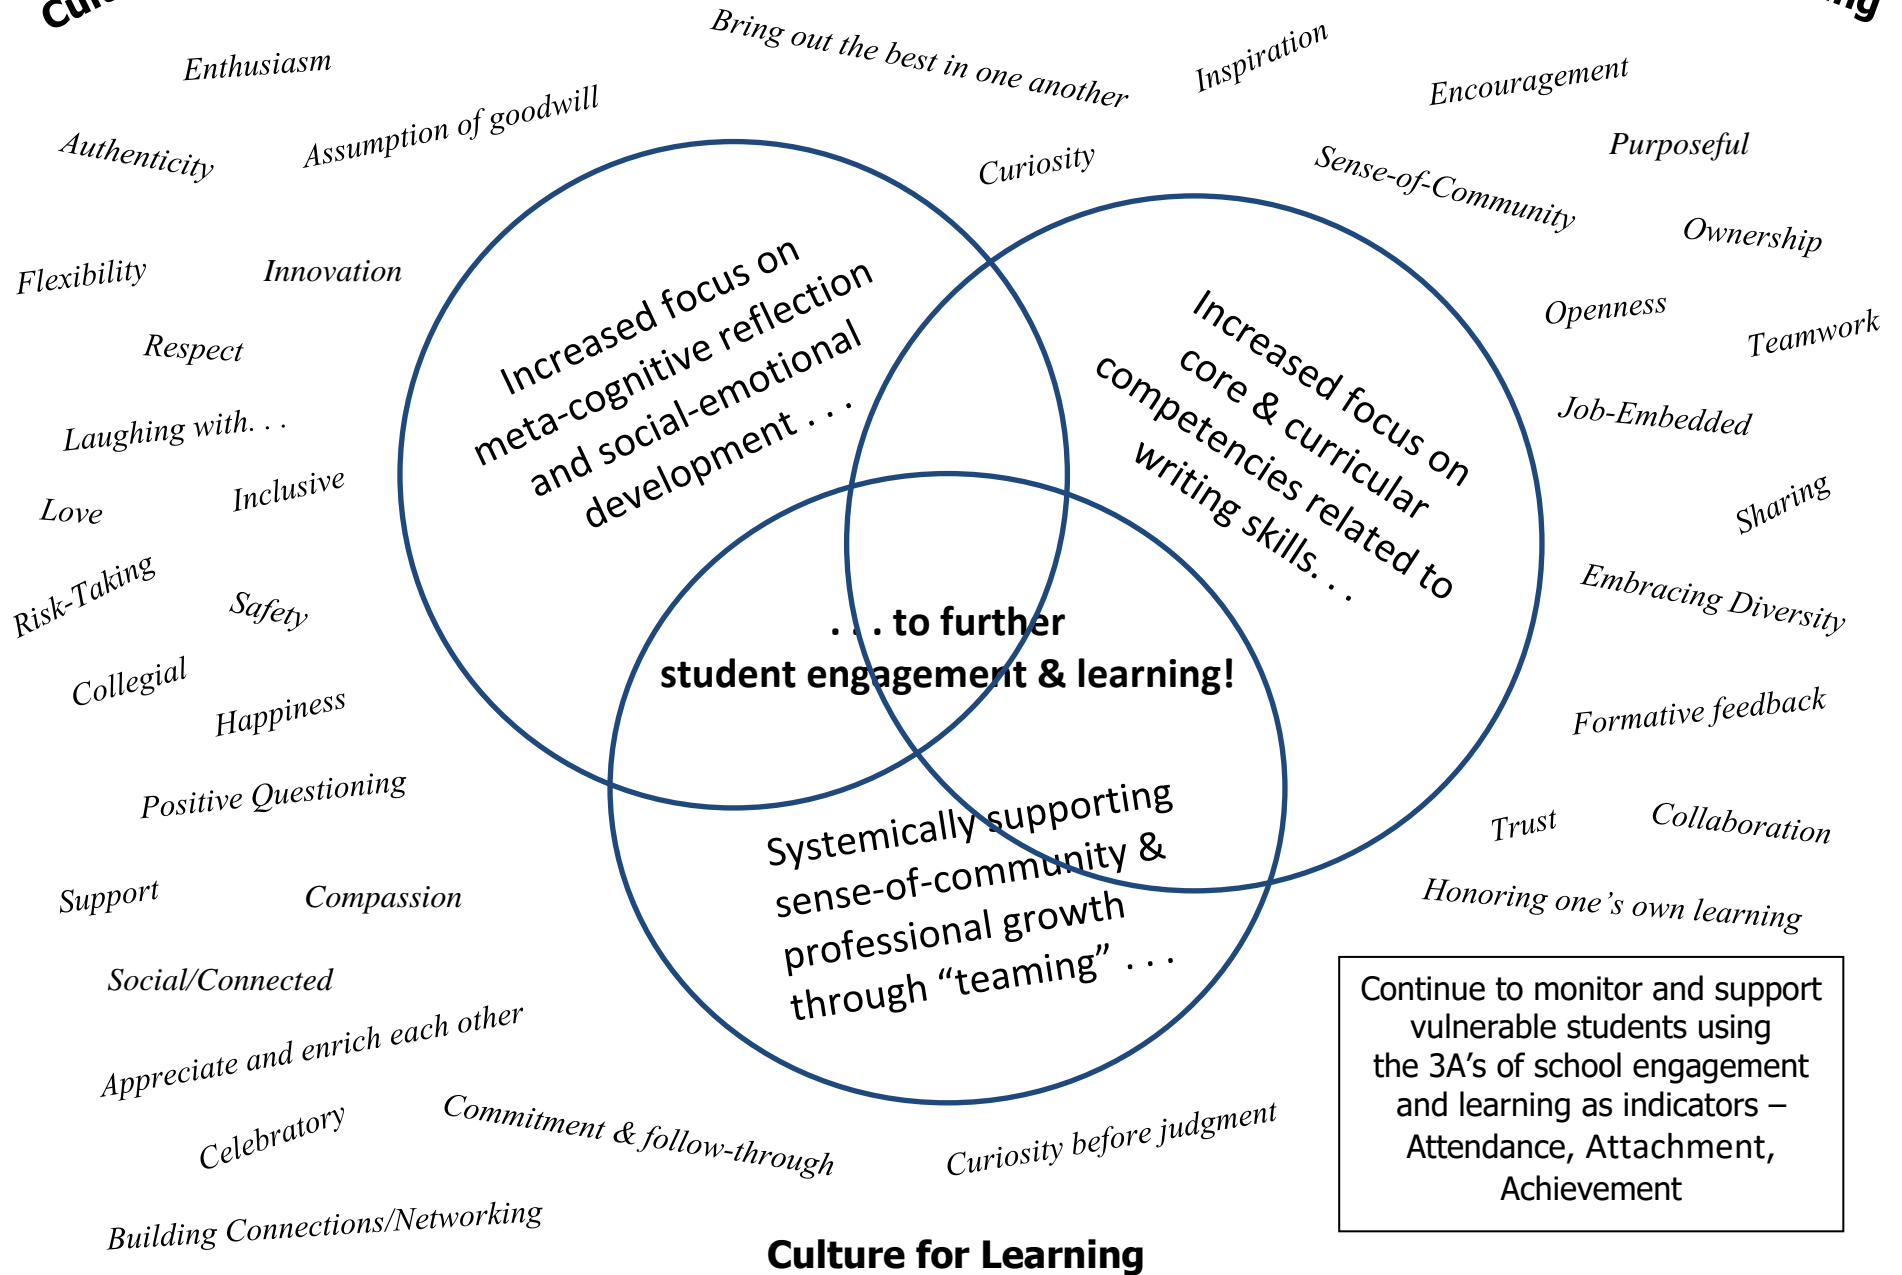 Enthusiasm
Bring out the best in one another
Inspiration
Encouragement
Authenticity
Assumption of goodwill
Curiosity
Sense-of-Community
Purposeful
Ownership
Flexibility
Innovation
Openness
Teamwork
Respect
Laughing with. . .
Job-Embedded
Love
Inclusive
Sharing
Risk-Taking
Safety
Embracing Diversity
Collegial
Happiness
Formative feedback
Positive Questioning
Trust
Collaboration
Support
Compassion
Honoring one’s own learning
Social/Connected
Appreciate and enrich each other
Celebratory
Commitment & follow-through
Curiosity before judgment
Building Connections/Networking
Increased focus on
meta-cognitive reflection
and social-emotional
development . . .
Increased focus on
core & curricular
competencies related to
writing skills. . .
. . . to further
student engagement & learning!
Systemically supporting
sense-of-community &
professional growth
through “teaming” . . .
Continue to monitor and support
vulnerable students using
the 3A’s of school engagement
and learning as indicators –
Attendance, Attachment,
Achievement
Culture for Learning